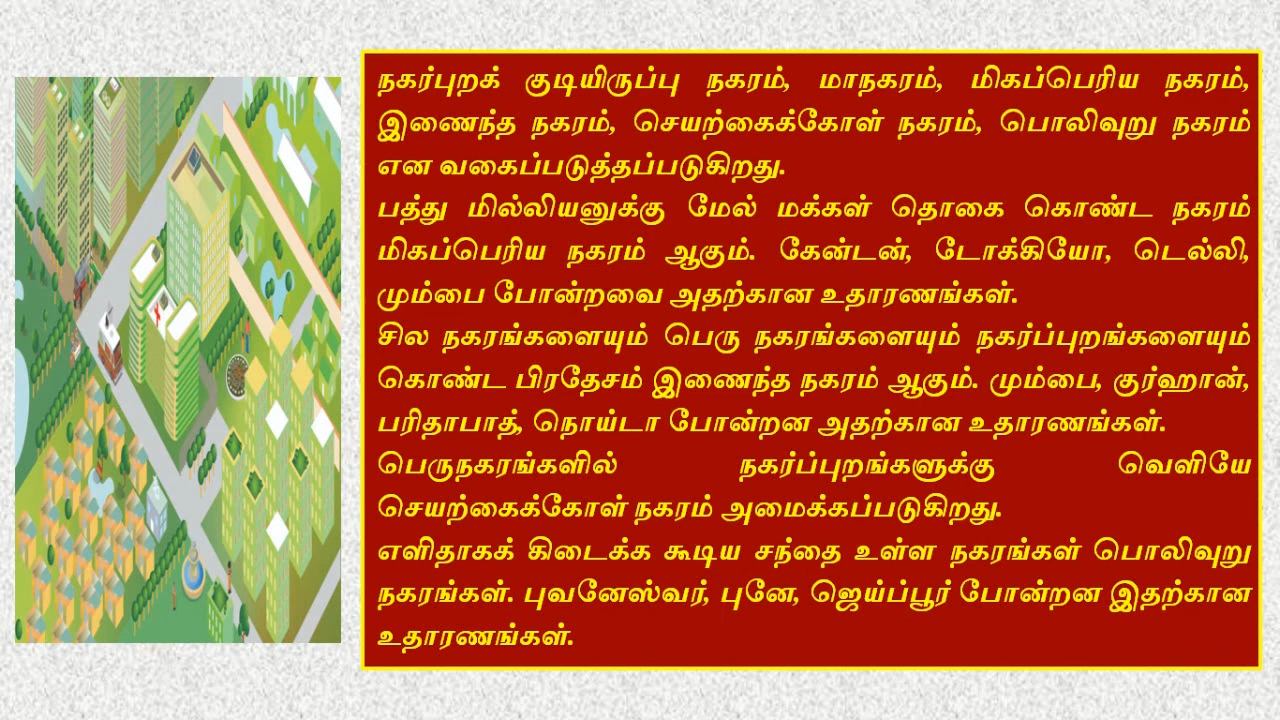 நகர்புறக் குடியிருப்பு நகரம், மாநகரம், மிகப்பெரிய நகரம்,
இணைந்த நகரம், செயற்கைக்கோள் நகரம், பொலிவுறு நகரம்
என வகைப்படுத்தப்படுகிறது.
பத்து மில்லியனுக்கு மேல் மக்கள் தொகை கொண்ட நகரம்
மிகப்பெரிய நகரம் ஆகும். கேன்டன், டோக்கியோ, டெல்லி,
மும்பை போன்றவை அதற்கான உதாரணங்கள்.
சில நகரங்களையும் பெரு நகரங்களையும் நகர்ப்புறங்களையும்
கொண்ட பிரதேசம் இணைந்த நகரம் ஆகும். மும்பை, குர்ஹான்,
பரிதாபாத், நொய்டா போன்றன அதற்கான உதாரணங்கள்.
பெருநகரங்களில் நகர்ப்புறங்களுக்கு வெளியே
செயற்கைக்கோள் நகரம் அமைக்கப்படுகிறது.
எளிதாகக் கிடைக்க கூடிய சந்தை உள்ள நகரங்கள் பொலிவுறு
நகரங்கள். புவனேஸ்வர், புனே, ஜெய்ப்பூர் போன்றன இதற்கான
உதாரணங்கள்.